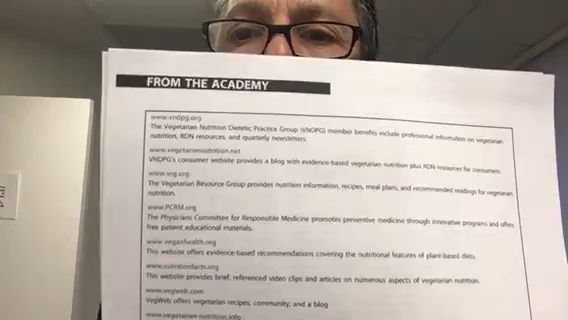 FROM THE ACADEMY
www.vndpg.org
The Vegetarian Nutrition Dietetic Practice Group (VNDPG) member benefits include professional information on vegetarian
nutrition, RDN resources, and quarterly newsletters.
www.vegetariannutrition.net
VNDPG's consumer website provides a blog with evidence-based vegetarian nutrition plus RDN resources for consumers.
www.vrg.org
The Vegetarian Resource Group provides nutrition information, recipes, meal plans, and recommended readings for vegetarian
nutrition.
www.PCRM.org
The Physicians Committee for Responsible Medicine promotes preventive medicine through innovative programs and offers
free patient educational materials.
www.veganhealth.org
This website offers evidence-based recommendations covering the nutritional features of plant-based diets.
www.nutritionfacts.org
This website provides brief, referenced video clips and articles on numerous aspects of vegetarian nutrition.
www.vegweb.com
VegWeb offers vegetarian recipes, community, and a blog
www.vegetarian-nutrition.info